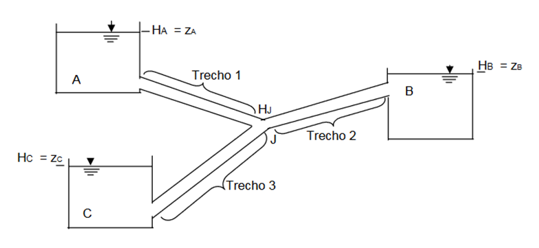 HA = ZA
A
Trecho 1
HJ
HB = ZB
B
J
Trecho 2
HC = ZC
Trecho 3
C